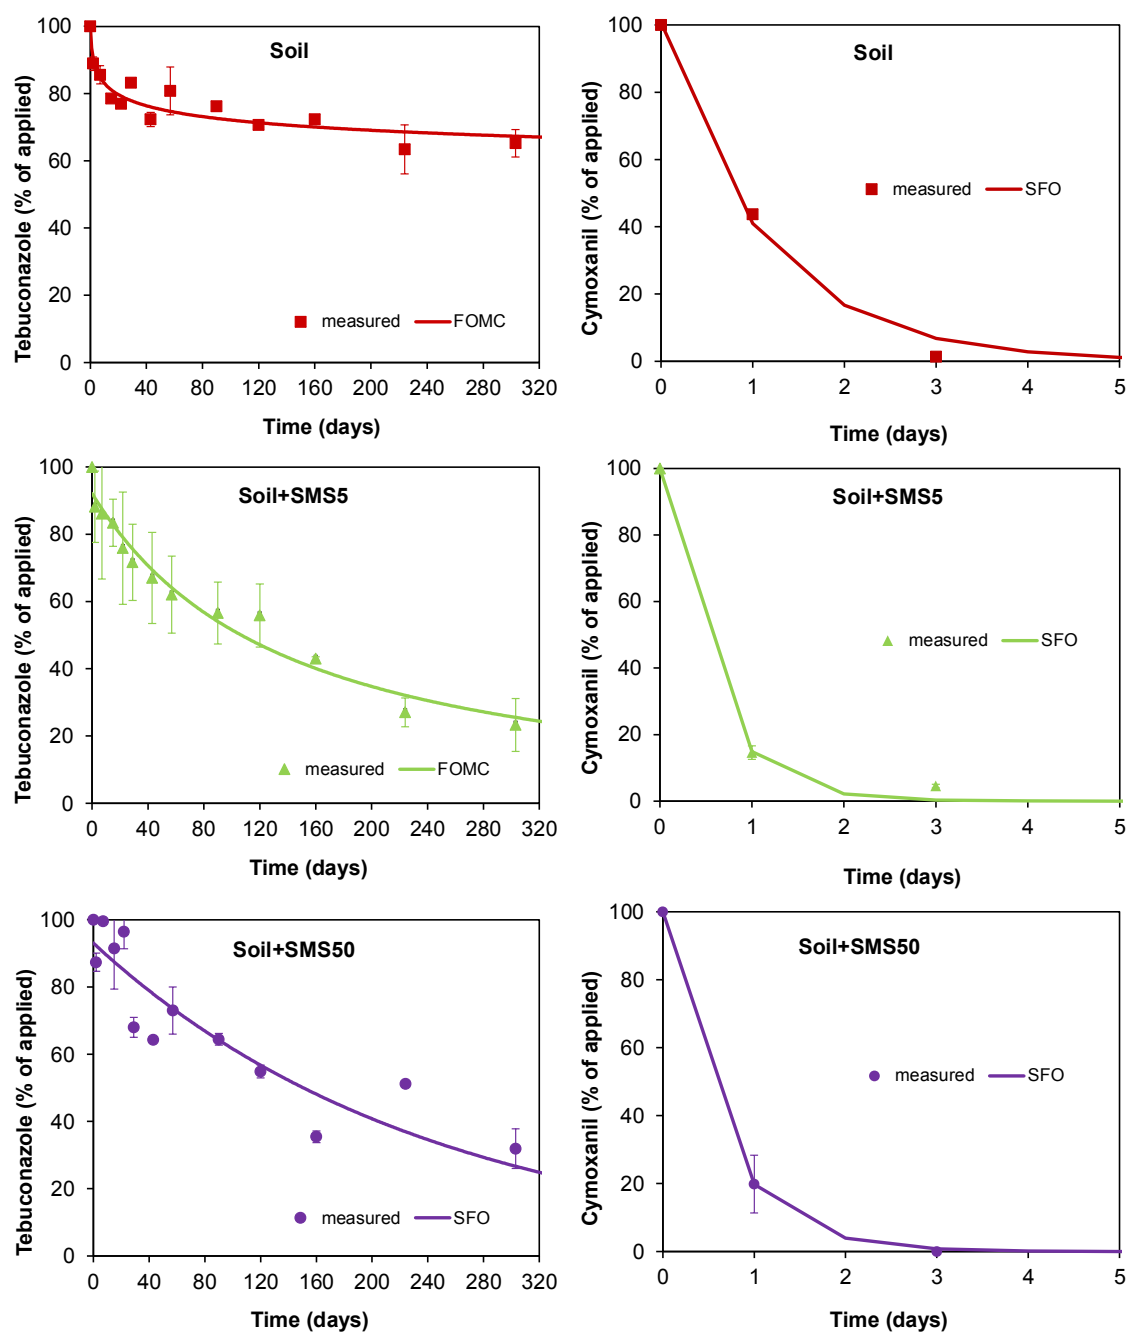 Soil
Tebuconazole (% of applied)
100
80
60
40
20
0
measured FOMC
0 40 80 120 160 200 240 280 320
Time (days)
Soil
Cymoxanil (% of applied)
100
80
60
40
20
0
measured SFO
0 1 2 3 4 5
Time (days)
Soil+SMS5
Tebuconazole (% of applied)
100
80
60
40
20
0
measured FOMC
0 40 80 120 160 200 240 280 320
Time (days)
Soil+SMS5
Cymoxanil (% of applied)
100
80
60
40
20
0
measured SFO
0 1 2 3 4 5
Time (days)
Soil+SMS50
Tebuconazole (% of applied)
100
80
60
40
20
0
measured SFO
0 40 80 120 160 200 240 280 320
Time (days)
Soil+SMS50
Cymoxanil (% of applied)
100
80
60
40
20
0
measured SFO
0 1 2 3 4 5
Time (days)